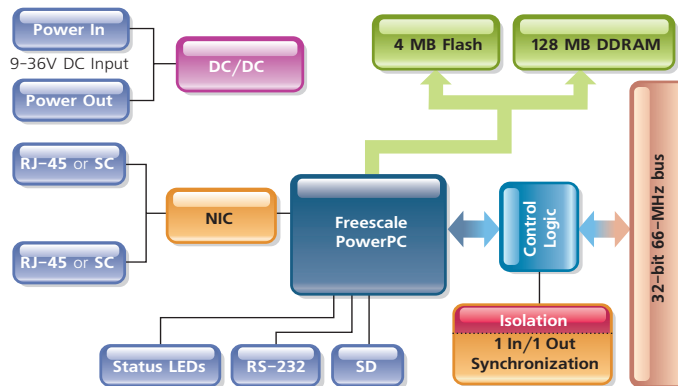 Power In
9–36V DC Input
Power Out
DC/DC
4 MB Flash
128 MB DDRAM
RJ–45 or SC
RJ–45 or SC
NIC
Freescale
PowerPC
Control
Logic
32-bit 66-MHz bus
Isolation
1 In/1 Out
Synchronization
Status LEDs
RS–232
SD